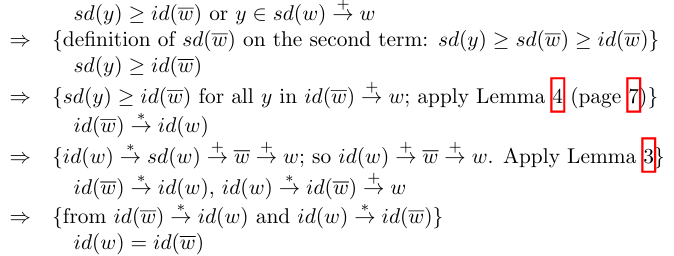 sd(y) ≥ id(w̅) or y ∈ sd(w) →⁺ w
⇒ {definition of sd(w̅) on the second term: sd(y) ≥ sd(w̅) ≥ id(w̅)}
sd(y) ≥ id(w̅)
⇒ {sd(y) ≥ id(w̅) for all y in id(w̅) →⁺ w; apply Lemma 4 (page 7)}
id(w̅) →* id(w)
⇒ {id(w) →* sd(w) →⁺ w̅ →⁺ w; so id(w) →⁺ w̅ →⁺ w. Apply Lemma 3}
id(w̅) →* id(w), id(w) →* id(w̅) →⁺ w
⇒ {from id(w̅) →* id(w) and id(w) →* id(w̅)}
id(w) = id(w̅)